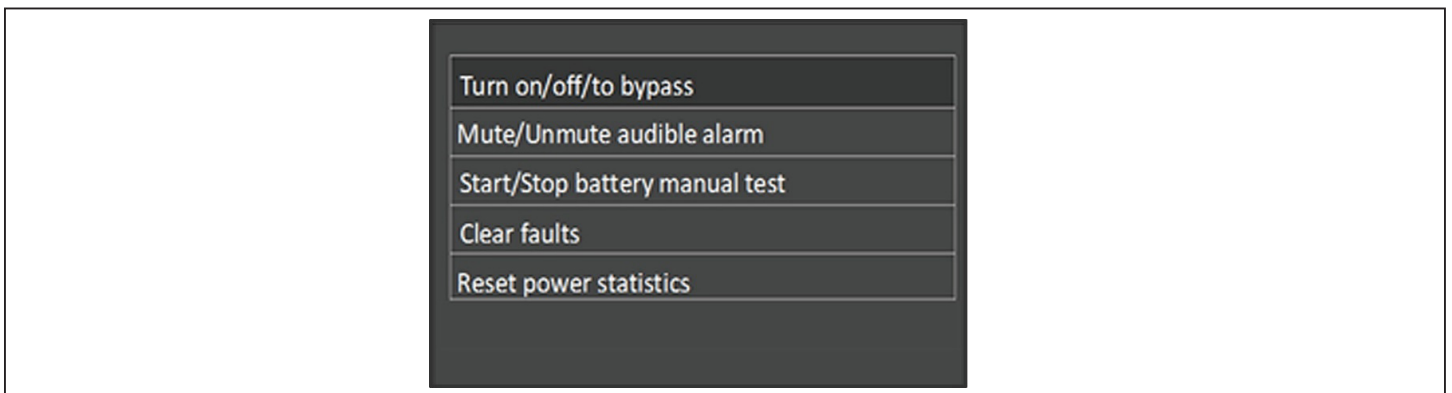 Turn on/off/to bypass
Mute/Unmute audible alarm
Start/Stop battery manual test
Clear faults
Reset power statistics